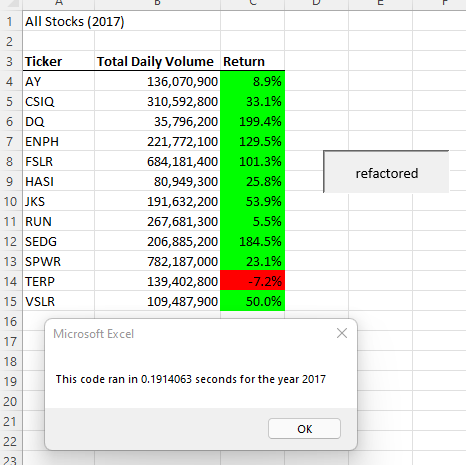 A B C D E F
1 All Stocks (2017)
2
3 Ticker Total Daily Volume Return
4 AY 136,070,900 8.9%
5 CSIQ 310,592,800 33.1%
6 DQ 35,796,200 199.4%
7 ENPH 221,772,100 129.5%
8 FSLR 684,181,400 101.3%
9 HASI 80,949,300 25.8%
10 JKS 191,632,200 53.9%
11 RUN 267,681,300 5.5%
12 SEDG 206,885,200 184.5%
13 SPWR 782,187,000 23.1%
14 TERP 139,402,800 -7.2%
15 VSLR 109,487,900 50.0%
refactored
16
17
18
19
20
21
22
23
Microsoft Excel
This code ran in 0.1914063 seconds for the year 2017
OK